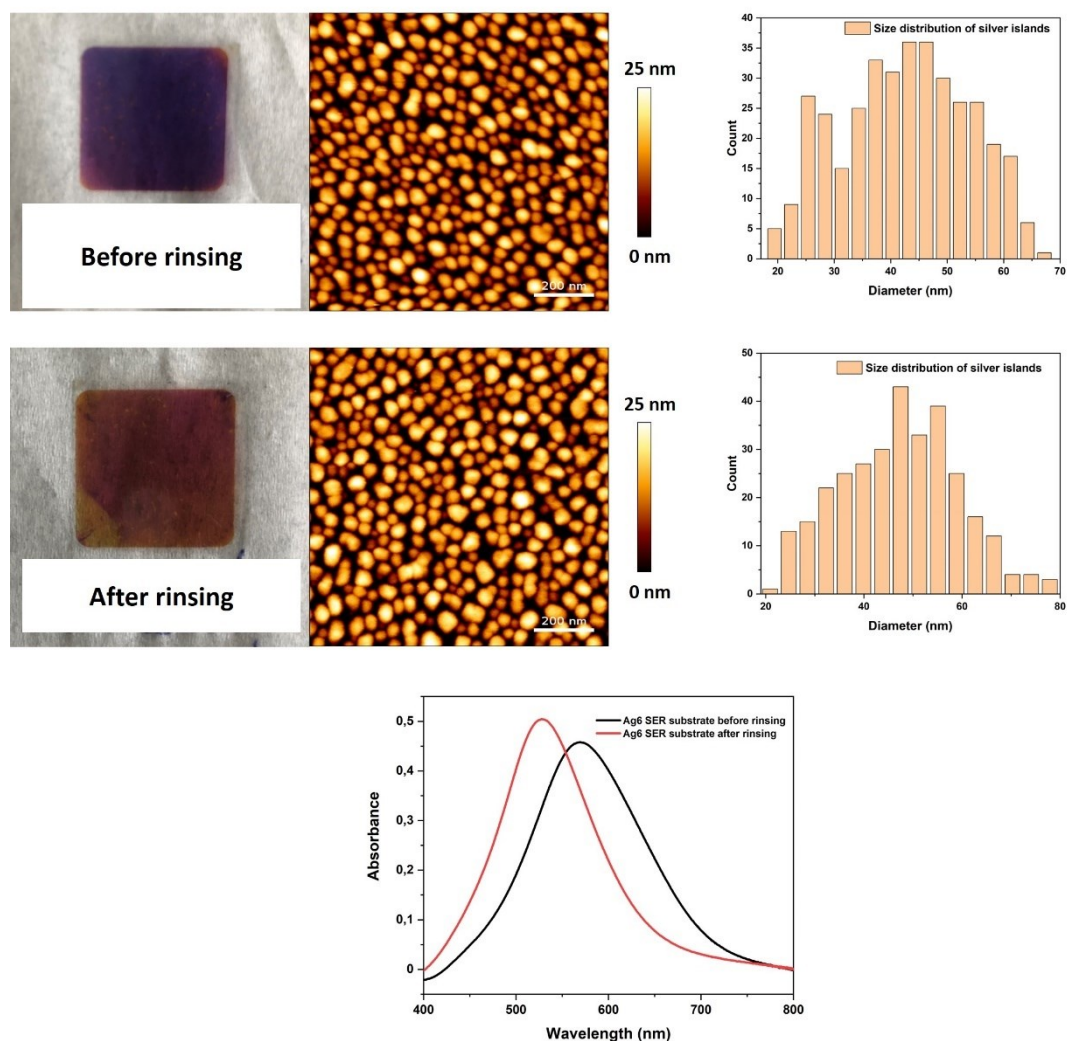 Before rinsing
25 nm
0 nm
200 nm
Size distribution of silver islands
Count
40
35
30
25
20
15
10
5
0
20 30 40 50 60 70
Diameter (nm)
After rinsing
25 nm
0 nm
200 nm
Size distribution of silver islands
Count
50
40
30
20
10
0
20 40 60 80
Diameter (nm)
Ag6 SER substrate before rinsing
Ag6 SER substrate after rinsing
Absorbance
0,5
0,4
0,3
0,2
0,1
0
400 500 600 700 800
Wavelength (nm)